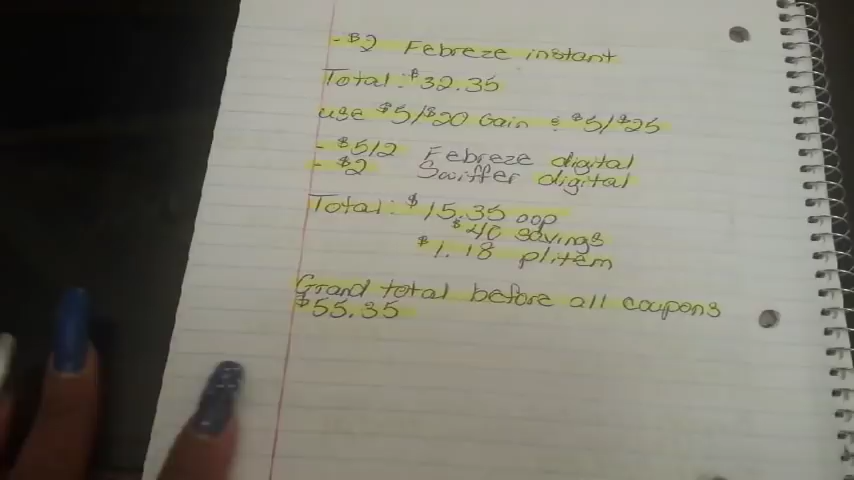 - $2 Febreze instant
Total: $32.35
use $5/$20 Gain & $5/$25
- $5/2 Febreze digital
- $2 Swiffer digital
Total: $15.35 oop
$40 savings
$1.18 p/item
Grand total before all coupons
$55.35